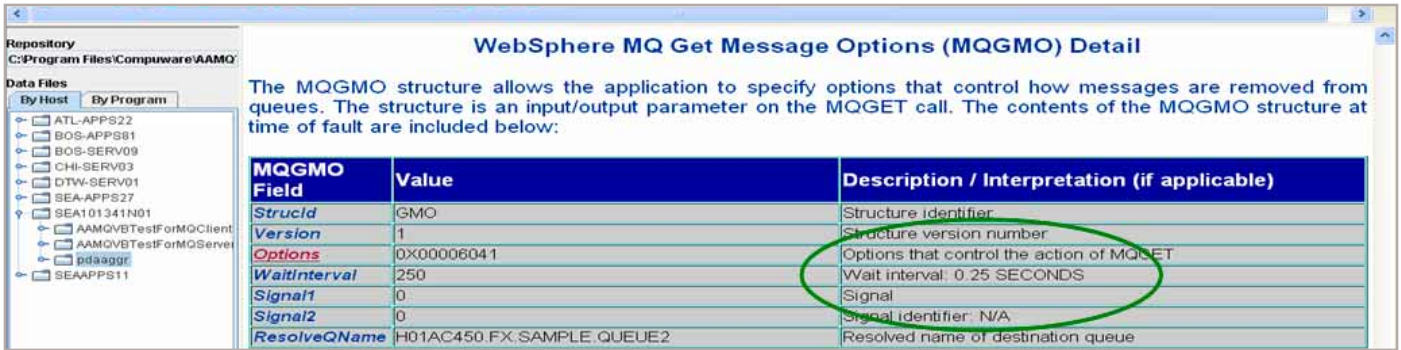 Repository
C:\Program Files\Compuware\AAMQ
Data Files
By Host By Program
ATL-APPS22
BOS-APPS81
BOS-SERV09
CHI-SERV03
DTW-SERV01
SEA-APPS27
SEA101341N01
AAMQVBTestForMQClient
AAMQVBTestForMQServer
pdaaggr
SEAAPPS11
WebSphere MQ Get Message Options (MQGMO) Detail
The MQGMO structure allows the application to specify options that control how messages are removed from
queues. The structure is an input/output parameter on the MQGET call. The contents of the MQGMO structure at
time of fault are included below:
MQGMO Field Value Description / Interpretation (if applicable)
StrucId GMO Structure identifier
Version 1 Structure version number
Options 0X00006041 Options that control the action of MQGET
WaitInterval 250 Wait interval: 0.25 SECONDS
Signal1 0 Signal
Signal2 0 Signal identifier: N/A
ResolveQName H01AC450.FX.SAMPLE.QUEUE2 Resolved name of destination queue